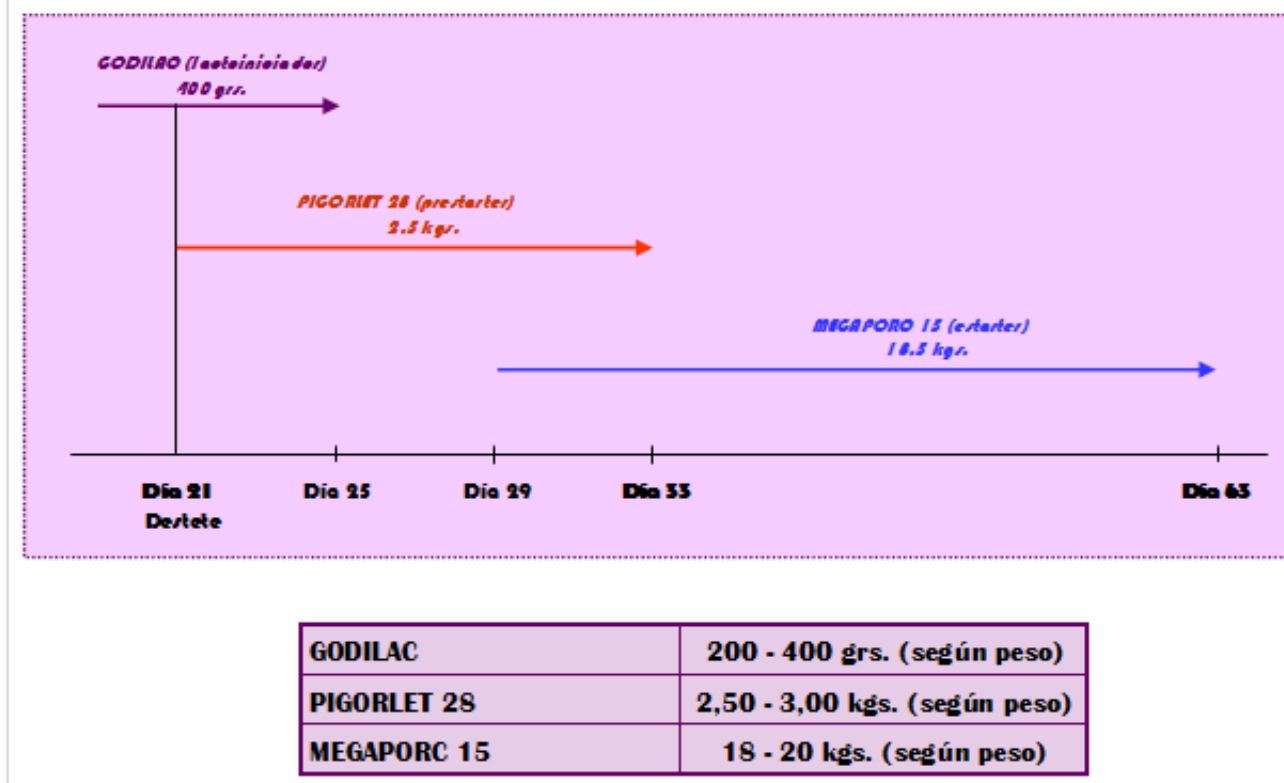 GODILAC (lactoiniciador)
400 grs.
PIGORLET 28 (prestarter)
2.5 kgs.
MEGAPORC 15 (estarter)
18.5 kgs.
Día 21
Día 25
Día 29
Día 33
Día 63
Destete
GODILAC
200 - 400 grs. (según peso)
PIGORLET 28
2,50 - 3,00 kgs. (según peso)
MEGAPORC 15
18 - 20 kgs. (según peso)